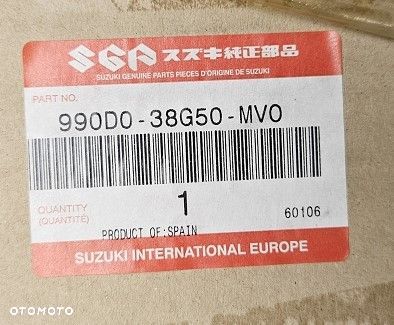 SGP スズキ純正部品
SUZUKI GENUINE PARTS PIECES D'ORIGINE DE SUZUKI
PART NO.
990D0-38G50-MV0
QUANTITY
(QUANTITÉ)
1
60106
PRODUCT OF:SPAIN
SUZUKI INTERNATIONAL EUROPE
OTOMOTO